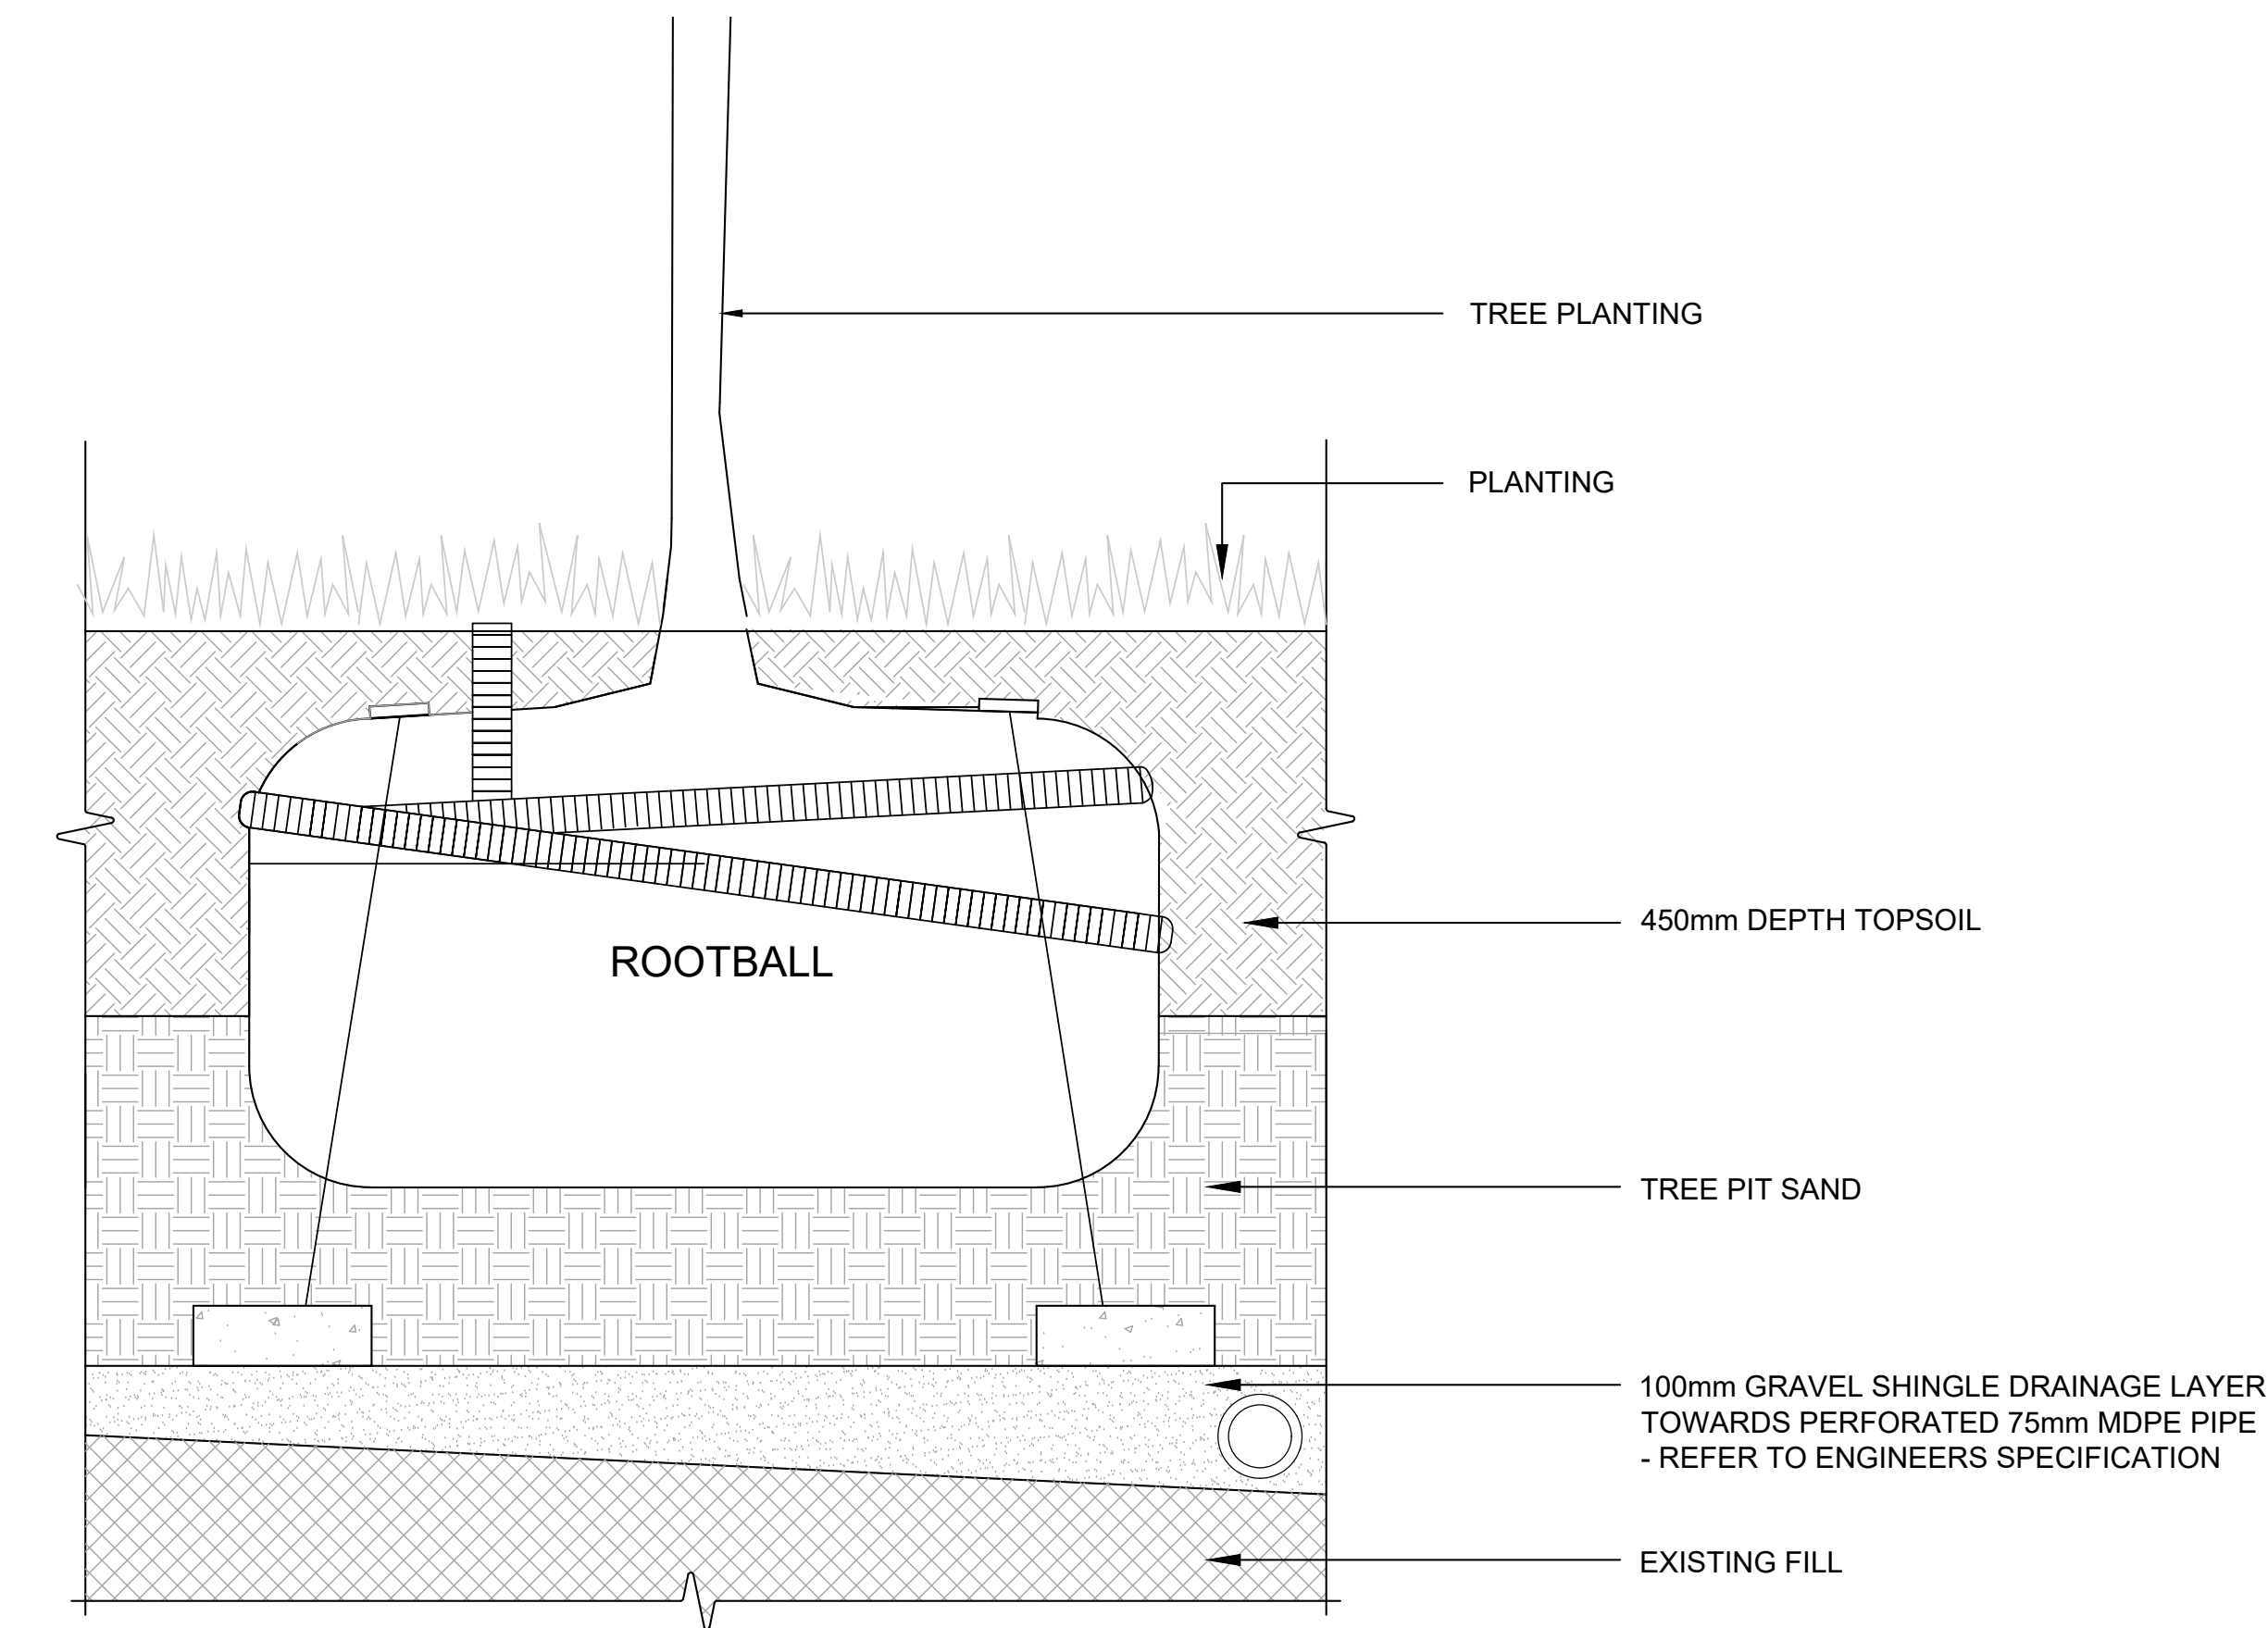 TREE PLANTING
PLANTING
450mm DEPTH TOPSOIL
ROOTBALL
TREE PIT SAND
100mm GRAVEL SHINGLE DRAINAGE LAYER
TOWARDS PERFORATED 75mm MDPE PIPE
- REFER TO ENGINEERS SPECIFICATION
EXISTING FILL